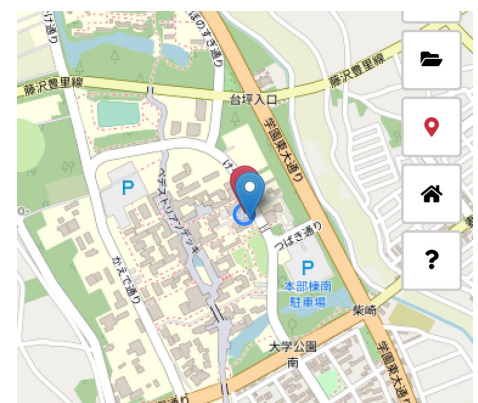 藤沢豊里線
藤沢豊里線
台坪入口
学園東大通り
P
ペデストリアンデッキ
かえで通り
つばき通り
P
本部棟南
駐車場
柴崎
大学公園
南
学園東大通り
?